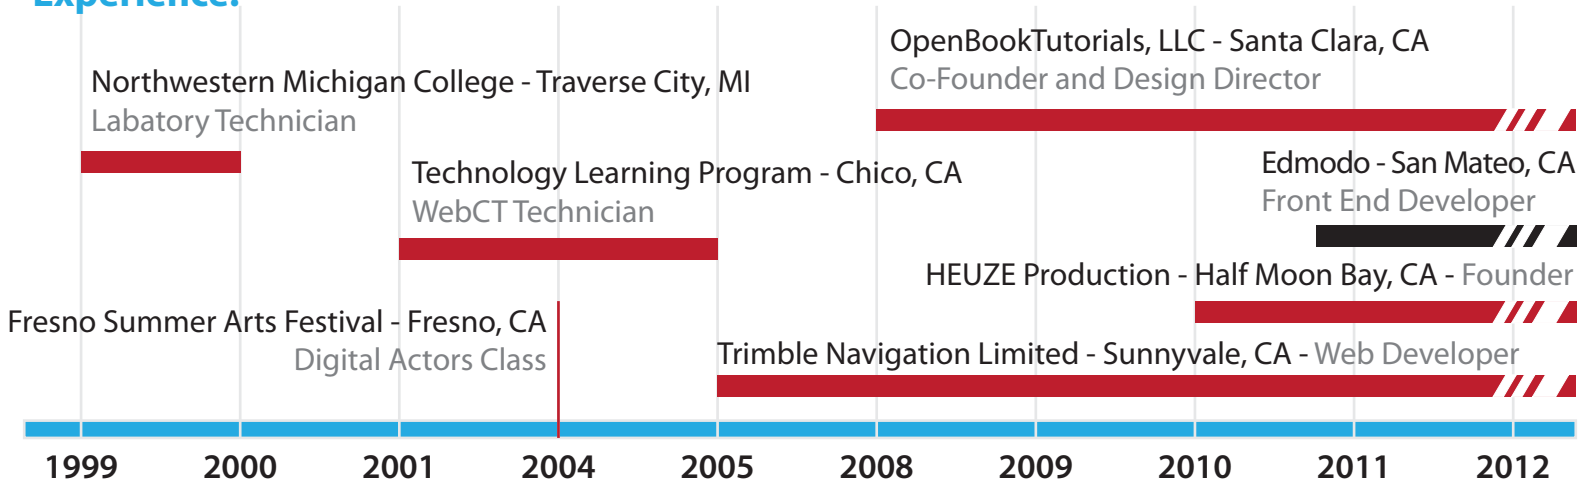 Experience:
OpenBookTutorials, LLC - Santa Clara, CA
Co-Founder and Design Director
Northwestern Michigan College - Traverse City, MI
Labatory Technician
Technology Learning Program - Chico, CA
WebCT Technician
Edmodo - San Mateo, CA
Front End Developer
HEUZE Production - Half Moon Bay, CA - Founder
Fresno Summer Arts Festival - Fresno, CA
Digital Actors Class
Trimble Navigation Limited - Sunnyvale, CA - Web Developer
1999 2000 2001 2004 2005 2008 2009 2010 2011 2012